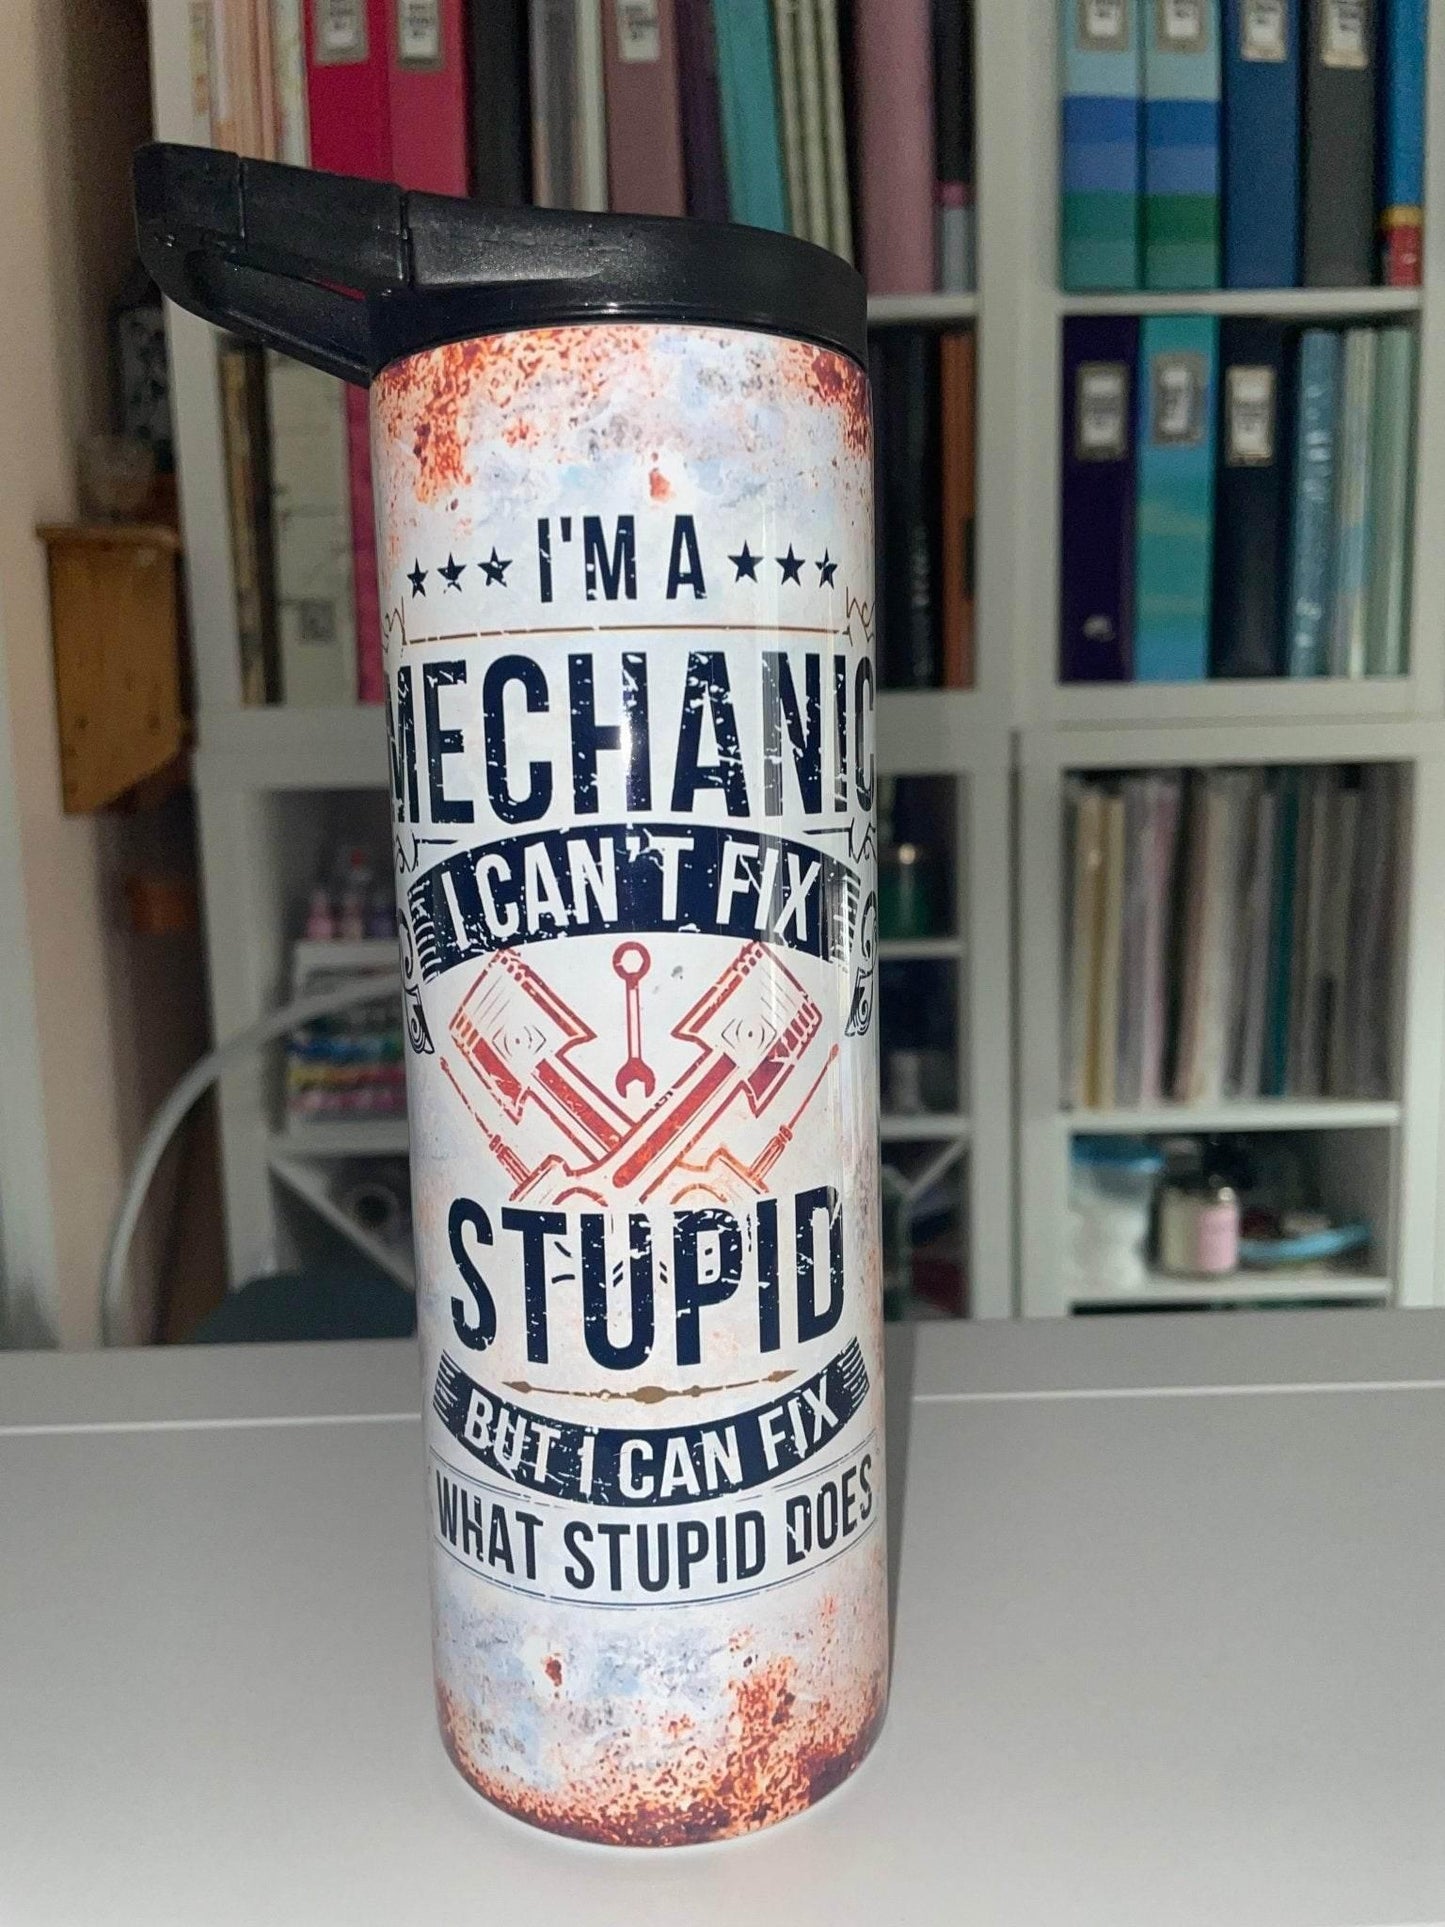 I'M A
MECHANIC
I CAN'T FIX
STUPID
BUT I CAN FIX
WHAT STUPID DOES